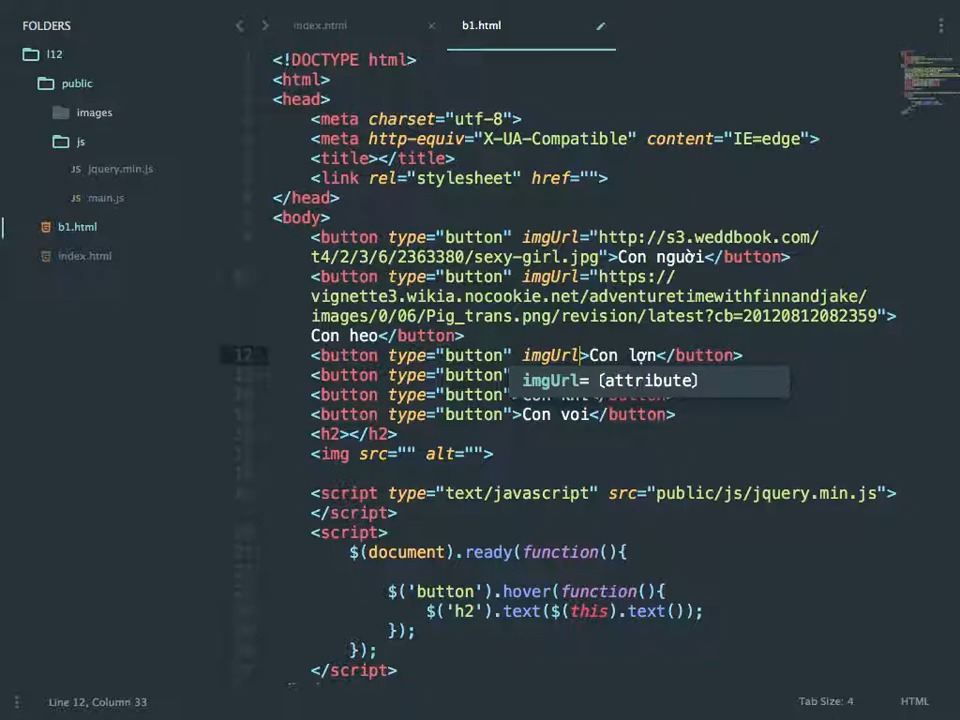 FOLDERS
l12
public
images
js
jquery.min.js
main.js
b1.html
index.html
index.html
b1.html
<!DOCTYPE html>
<html>
<head>
<meta charset="utf-8">
<meta http-equiv="X-UA-Compatible" content="IE=edge">
<title></title>
<link rel="stylesheet" href="">
</head>
<body>
<button type="button" imgUrl="http://s3.weddbook.com/
t4/2/3/6/2363380/sexy-girl.jpg">Con người</button>
<button type="button" imgUrl="https://
vignette3.wikia.nocookie.net/adventuretimewithfinnandjake/
images/0/06/Pig_trans.png/revision/latest?cb=20120812082359">
Con heo</button>
12 <button type="button" imgUrl>Con lợn</button>
imgUrl= (attribute)
<button type="button"
<button type="button"
<button type="button">Con voi</button>
<h2></h2>
<img src="" alt="">
<script type="text/javascript" src="public/js/jquery.min.js">
</script>
<script>
$(document).ready(function(){
$('button').hover(function(){
$('h2').text($(this).text());
});
});
</script>
Line 12, Column 33
Tab Size: 4
HTML